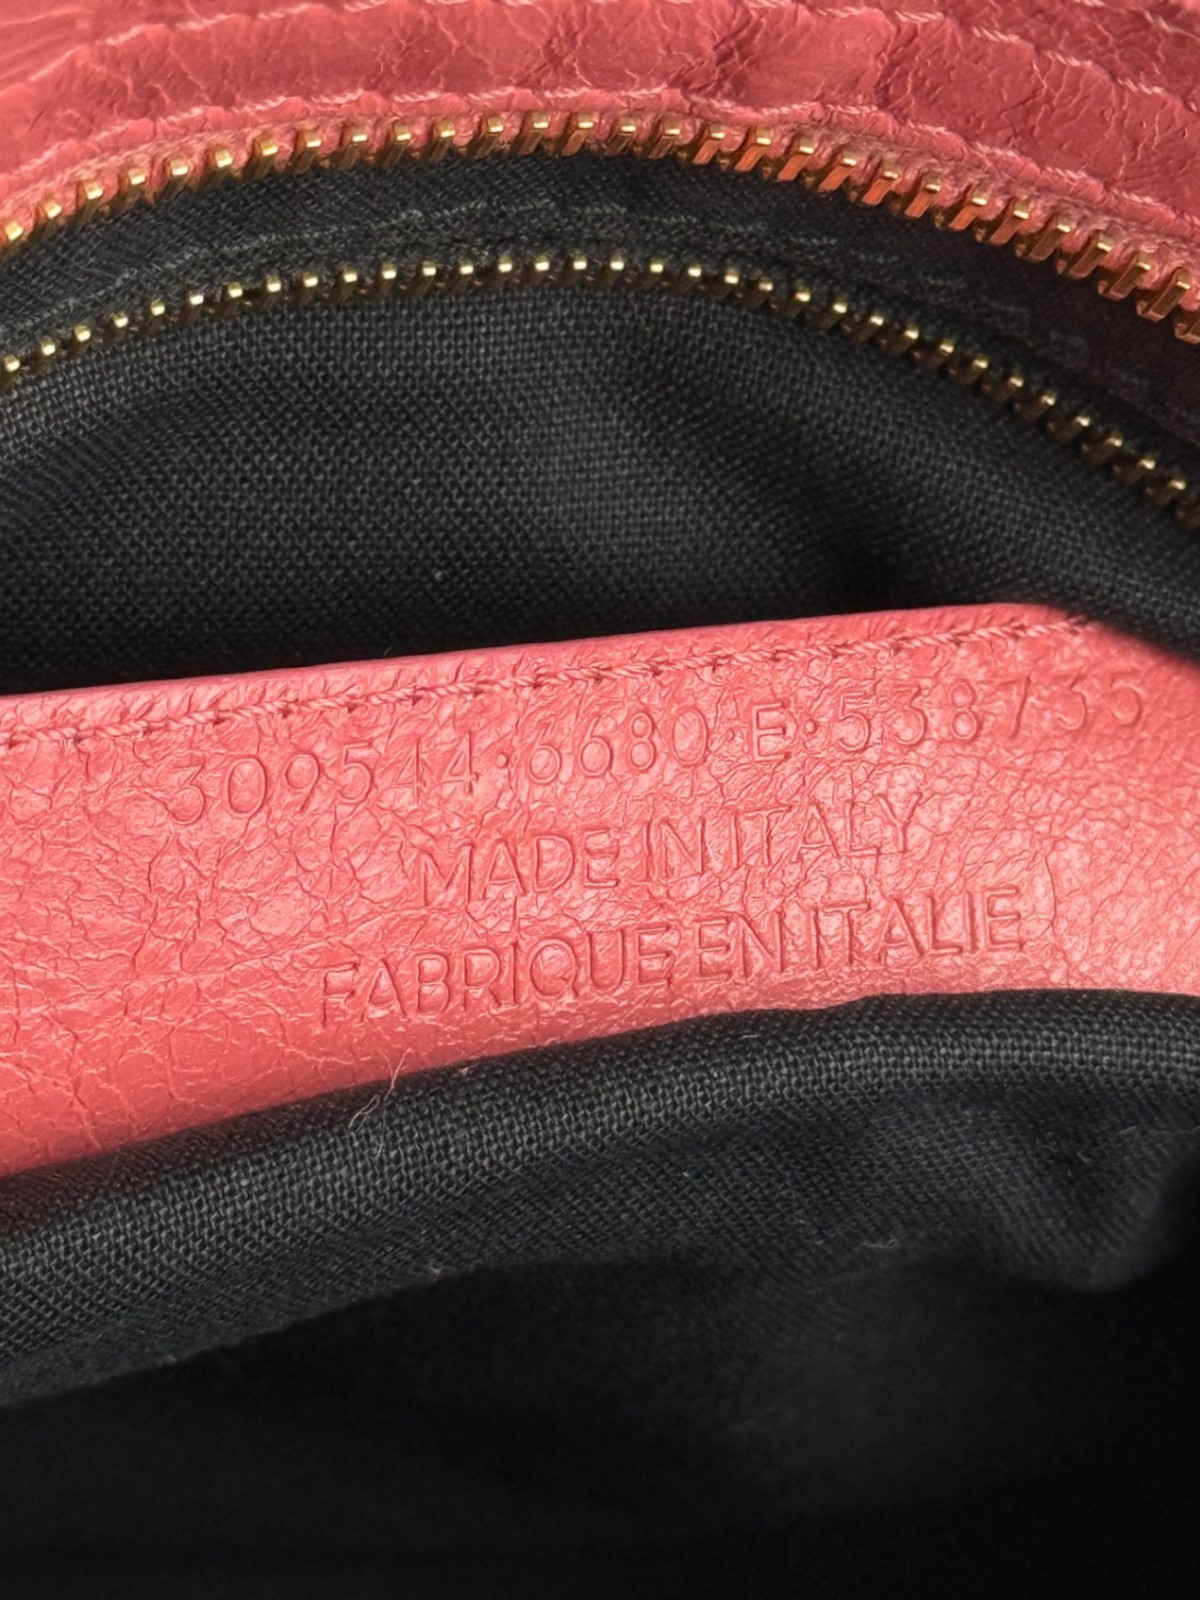 309544·6680·E·538735
MADE IN ITALY
FABRIQUE EN ITALIE